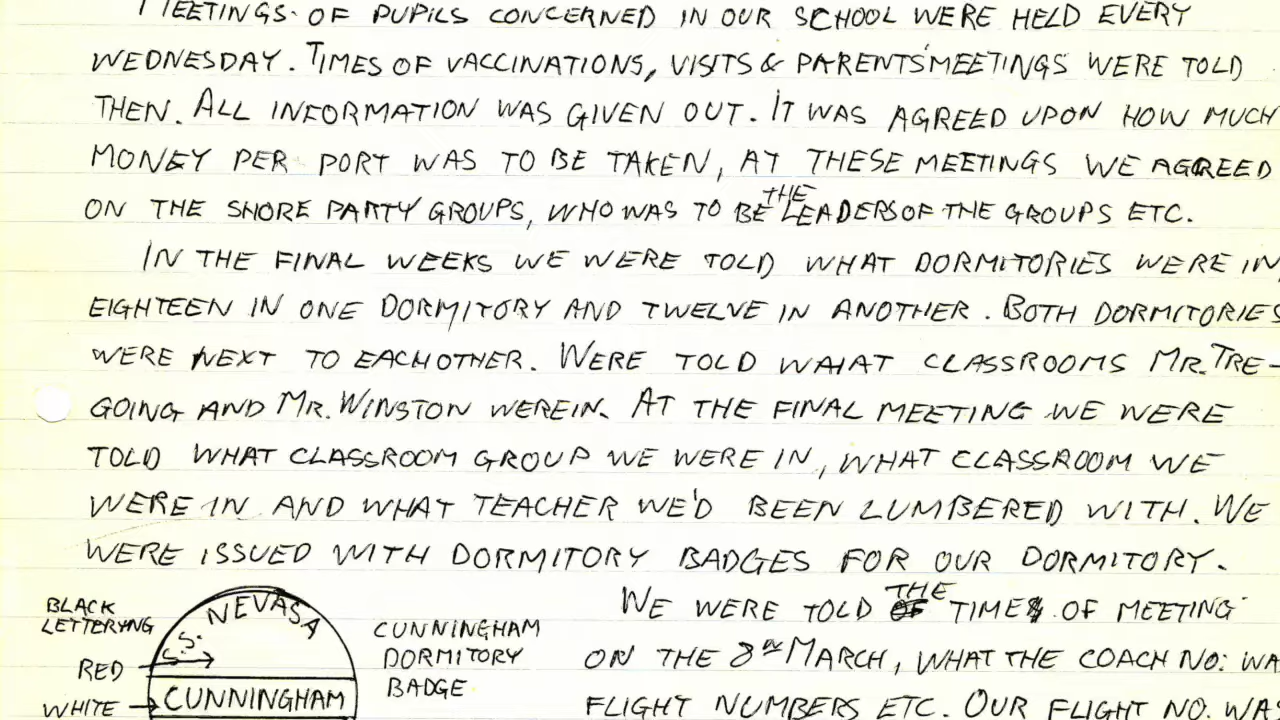 MEETINGS OF PUPILS CONCERNED IN OUR SCHOOL WERE HELD EVERY
WEDNESDAY. TIMES OF VACCINATIONS, VISITS & PARENTS' MEETINGS WERE TOLD
THEN. ALL INFORMATION WAS GIVEN OUT. IT WAS AGREED UPON HOW MUCH
MONEY PER PORT WAS TO BE TAKEN, AT THESE MEETINGS WE AGREED
ON THE SHORE PARTY GROUPS, WHO WAS TO BE THE LEADERS OF THE GROUPS ETC.
IN THE FINAL WEEKS WE WERE TOLD WHAT DORMITORIES WERE IN,
EIGHTEEN IN ONE DORMITORY AND TWELVE IN ANOTHER. BOTH DORMITORIES
WERE NEXT TO EACHOTHER. WERE TOLD WHAT CLASSROOMS MR. TRE-
GOING AND MR. WINSTON WERE IN. AT THE FINAL MEETING WE WERE
TOLD WHAT CLASSROOM GROUP WE WERE IN, WHAT CLASSROOM WE
WERE IN AND WHAT TEACHER WE'D BEEN LUMBERED WITH. WE
WERE ISSUED WITH DORMITORY BADGES FOR OUR DORMITORY.
BLACK
LETTERYNG
RED
WHITE
S.S. NEVASA
CUNNINGHAM
CUNNINGHAM
DORMITORY
BADGE
WE WERE TOLD THE TIME OF MEETING
ON THE 8TH MARCH, WHAT THE COACH NO: WA
FLIGHT NUMBERS ETC. OUR FLIGHT NO. WAS